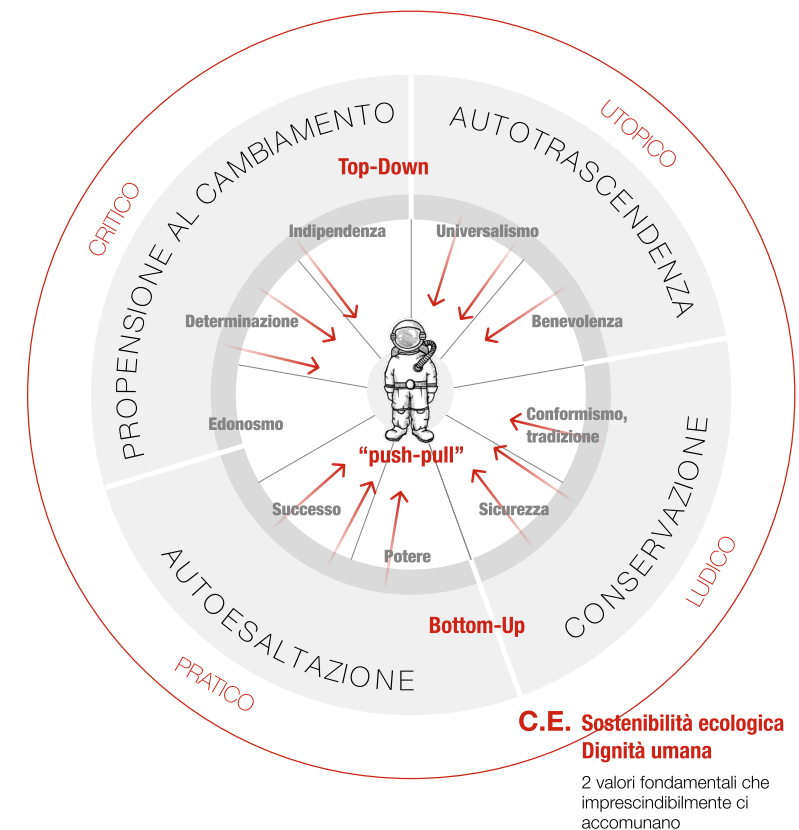 UTOPICO
CRITICO
PROPENSIONE AL CAMBIAMENTO
AUTOTRASCENDENZA
Top-Down
Indipendenza
Universalismo
Determinazione
Benevolenza
Edonosmo
Conformismo,
tradizione
“push-pull”
Successo
Sicurezza
Potere
CONSERVAZIONE
LUDICO
AUTOESALTAZIONE
Bottom-Up
PRATICO
C.E. Sostenibilità ecologica
Dignità umana
2 valori fondamentali che
imprescindibilmente ci
accomunano